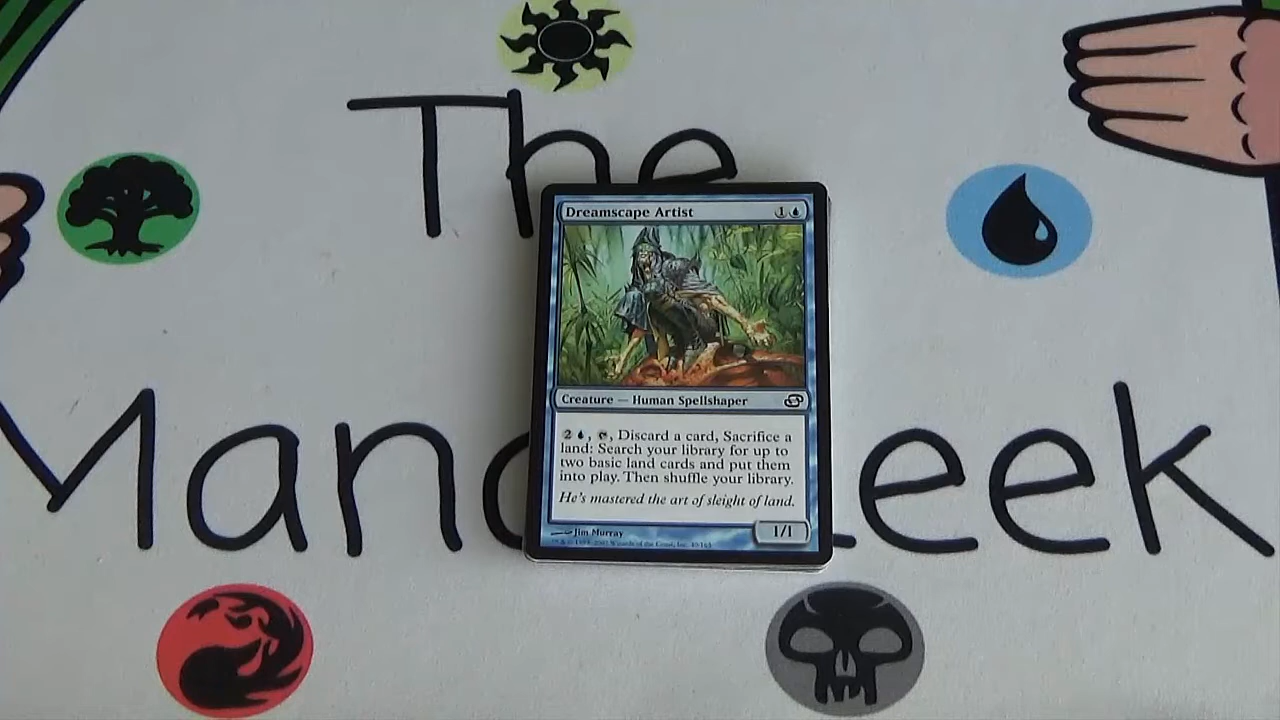 The
Dreamscape Artist 1
Creature — Human Spellshaper
2 , , Discard a card, Sacrifice a
land: Search your library for up to
two basic land cards and put them
into play. Then shuffle your library.
He's mastered the art of sleight of land.
Jim Murray
1/1
Mana eek